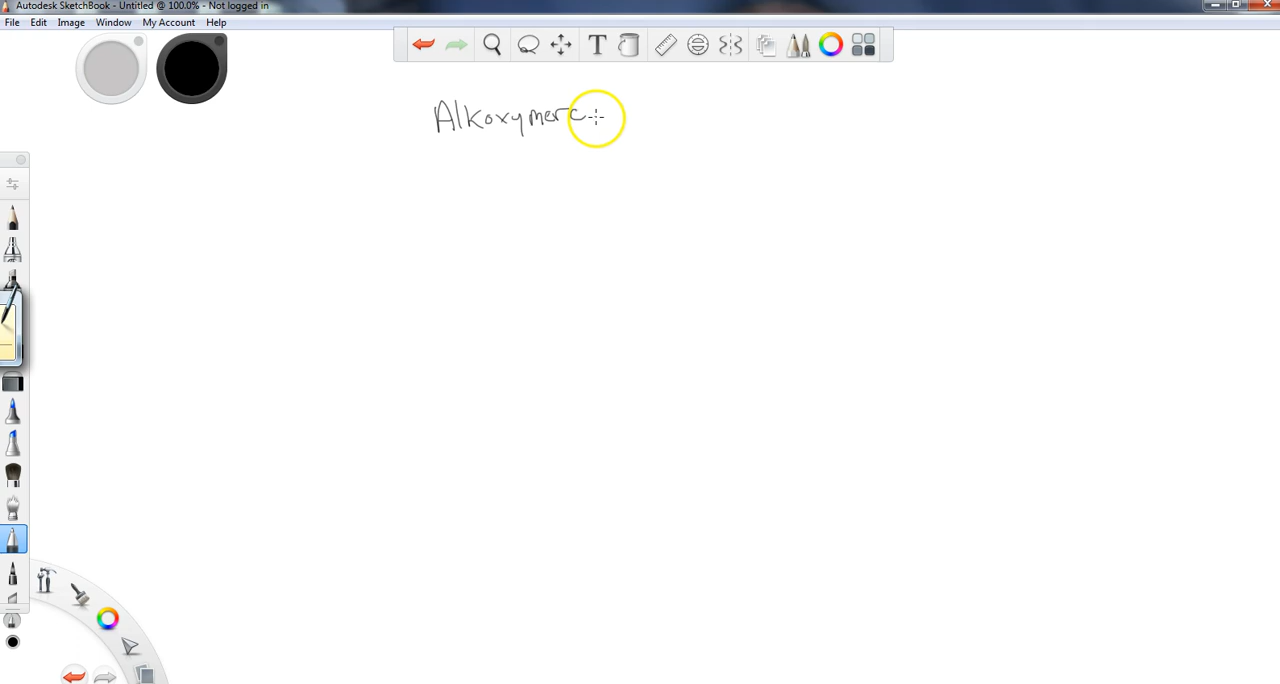 Autodesk SketchBook - Untitled @ 100.0% - Not logged in
File Edit Image Window My Account Help
T
Alkoxymerc